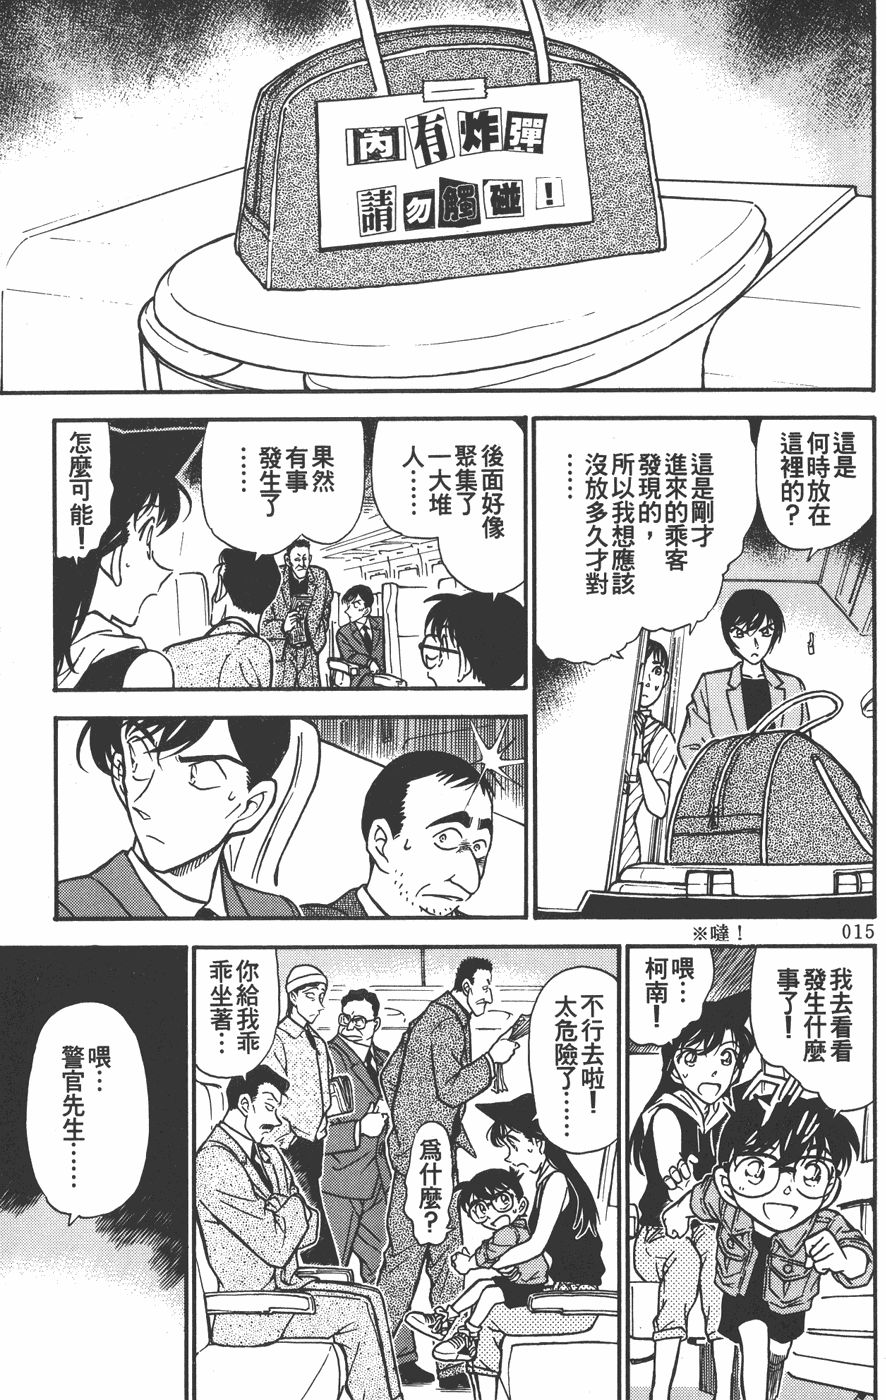 內有炸彈
請勿觸碰！
這是
何時放在
這裡的？
這是剛才
進來的乘客
發現的，
所以我想應該
沒放多久才對
……
後面好像
聚集了
一大堆
人……
果然
有事
發生了
……
怎麼可能！
※噠！
015
我去看看
發生什麼
事了！
喂…
柯南！
不行去啦！
太危險了……
為什麼？
你給我乖
乖坐著…
喂…
警官先生……